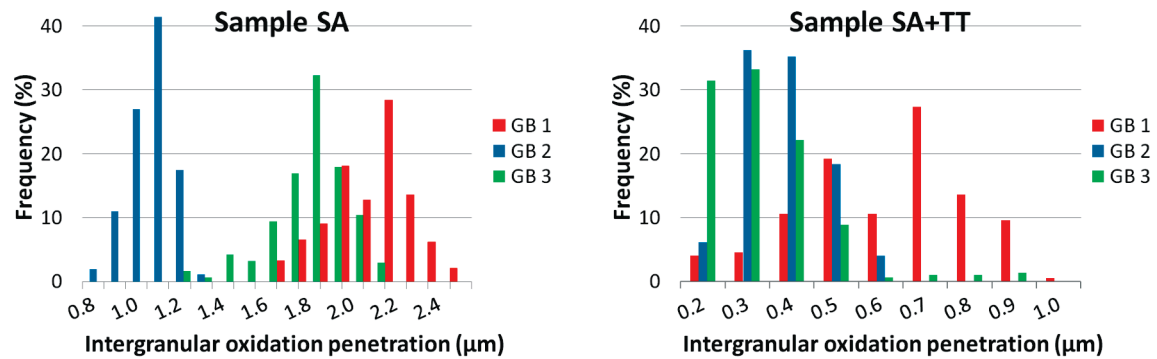 Sample SA
Frequency (%)
40
30
20
10
0
0.8 1.0 1.2 1.4 1.6 1.8 2.0 2.2 2.4
Intergranular oxidation penetration (µm)
GB 1
GB 2
GB 3
Sample SA+TT
Frequency (%)
40
30
20
10
0
0.2 0.3 0.4 0.5 0.6 0.7 0.8 0.9 1.0
Intergranular oxidation penetration (µm)
GB 1
GB 2
GB 3